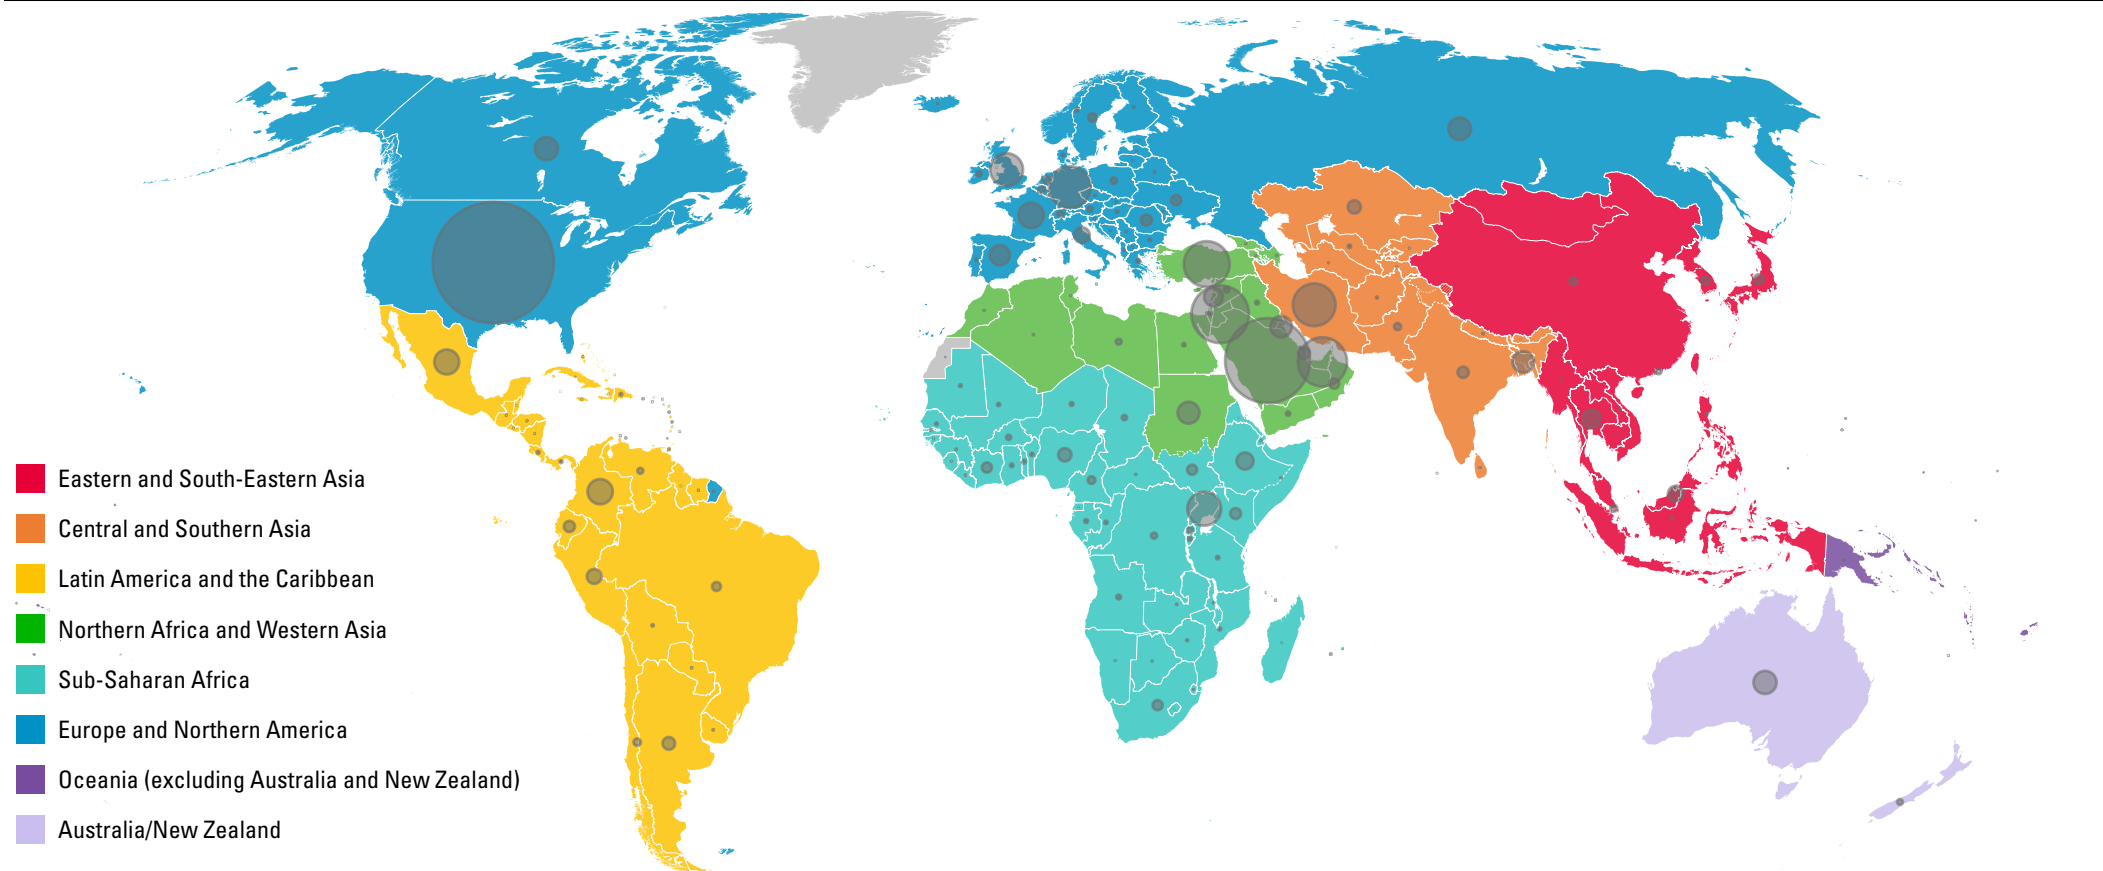 Eastern and South-Eastern Asia
Central and Southern Asia
Latin America and the Caribbean
Northern Africa and Western Asia
Sub-Saharan Africa
Europe and Northern America
Oceania (excluding Australia and New Zealand)
Australia/New Zealand